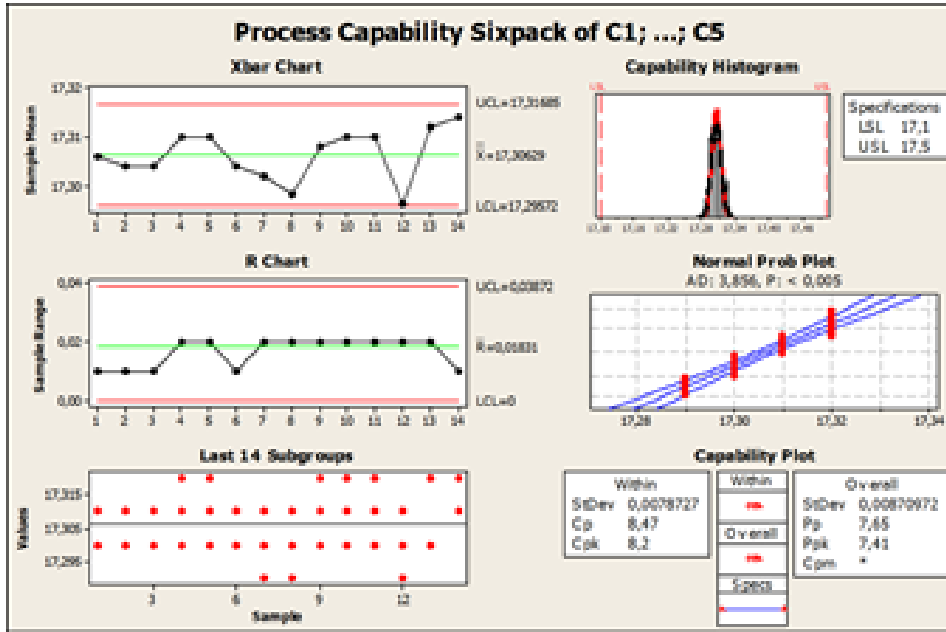 Process Capability Sixpack of C1; ...; C5
Xbar Chart
Sample Mean
17,32
17,31
17,30
UCL=17,31685
X=17,30629
LCL=17,29572
1 2 3 4 5 6 7 8 9 10 11 12 13 14
R Chart
Sample Range
0,04
0,02
0,00
UCL=0,03872
R=0,01831
LCL=0
1 2 3 4 5 6 7 8 9 10 11 12 13 14
Last 14 Subgroups
Values
17,315
17,305
17,295
3 6 9 12
Sample
Capability Histogram
LSL USL
Specifications
LSL 17,1
USL 17,5
Normal Prob Plot
AD: 3,856, P: < 0,005
17,28 17,30 17,32 17,34
Capability Plot
Within
StDev 0,0078727
Cp 8,47
Cpk 8,2
Within
Overall
Specs
Overall
StDev 0,00870972
Pp 7,65
Ppk 7,41
Cpm *